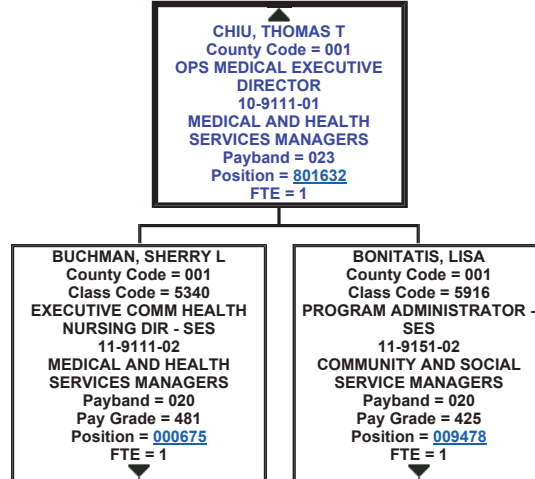 CHIU, THOMAS T
County Code = 001
OPS MEDICAL EXECUTIVE
DIRECTOR
10-9111-01
MEDICAL AND HEALTH
SERVICES MANAGERS
Payband = 023
Position = 801632
FTE = 1
BUCHMAN, SHERRY L
County Code = 001
Class Code = 5340
EXECUTIVE COMM HEALTH
NURSING DIR - SES
11-9111-02
MEDICAL AND HEALTH
SERVICES MANAGERS
Payband = 020
Pay Grade = 481
Position = 000675
FTE = 1
BONITATIS, LISA
County Code = 001
Class Code = 5916
PROGRAM ADMINISTRATOR -
SES
11-9151-02
COMMUNITY AND SOCIAL
SERVICE MANAGERS
Payband = 020
Pay Grade = 425
Position = 009478
FTE = 1